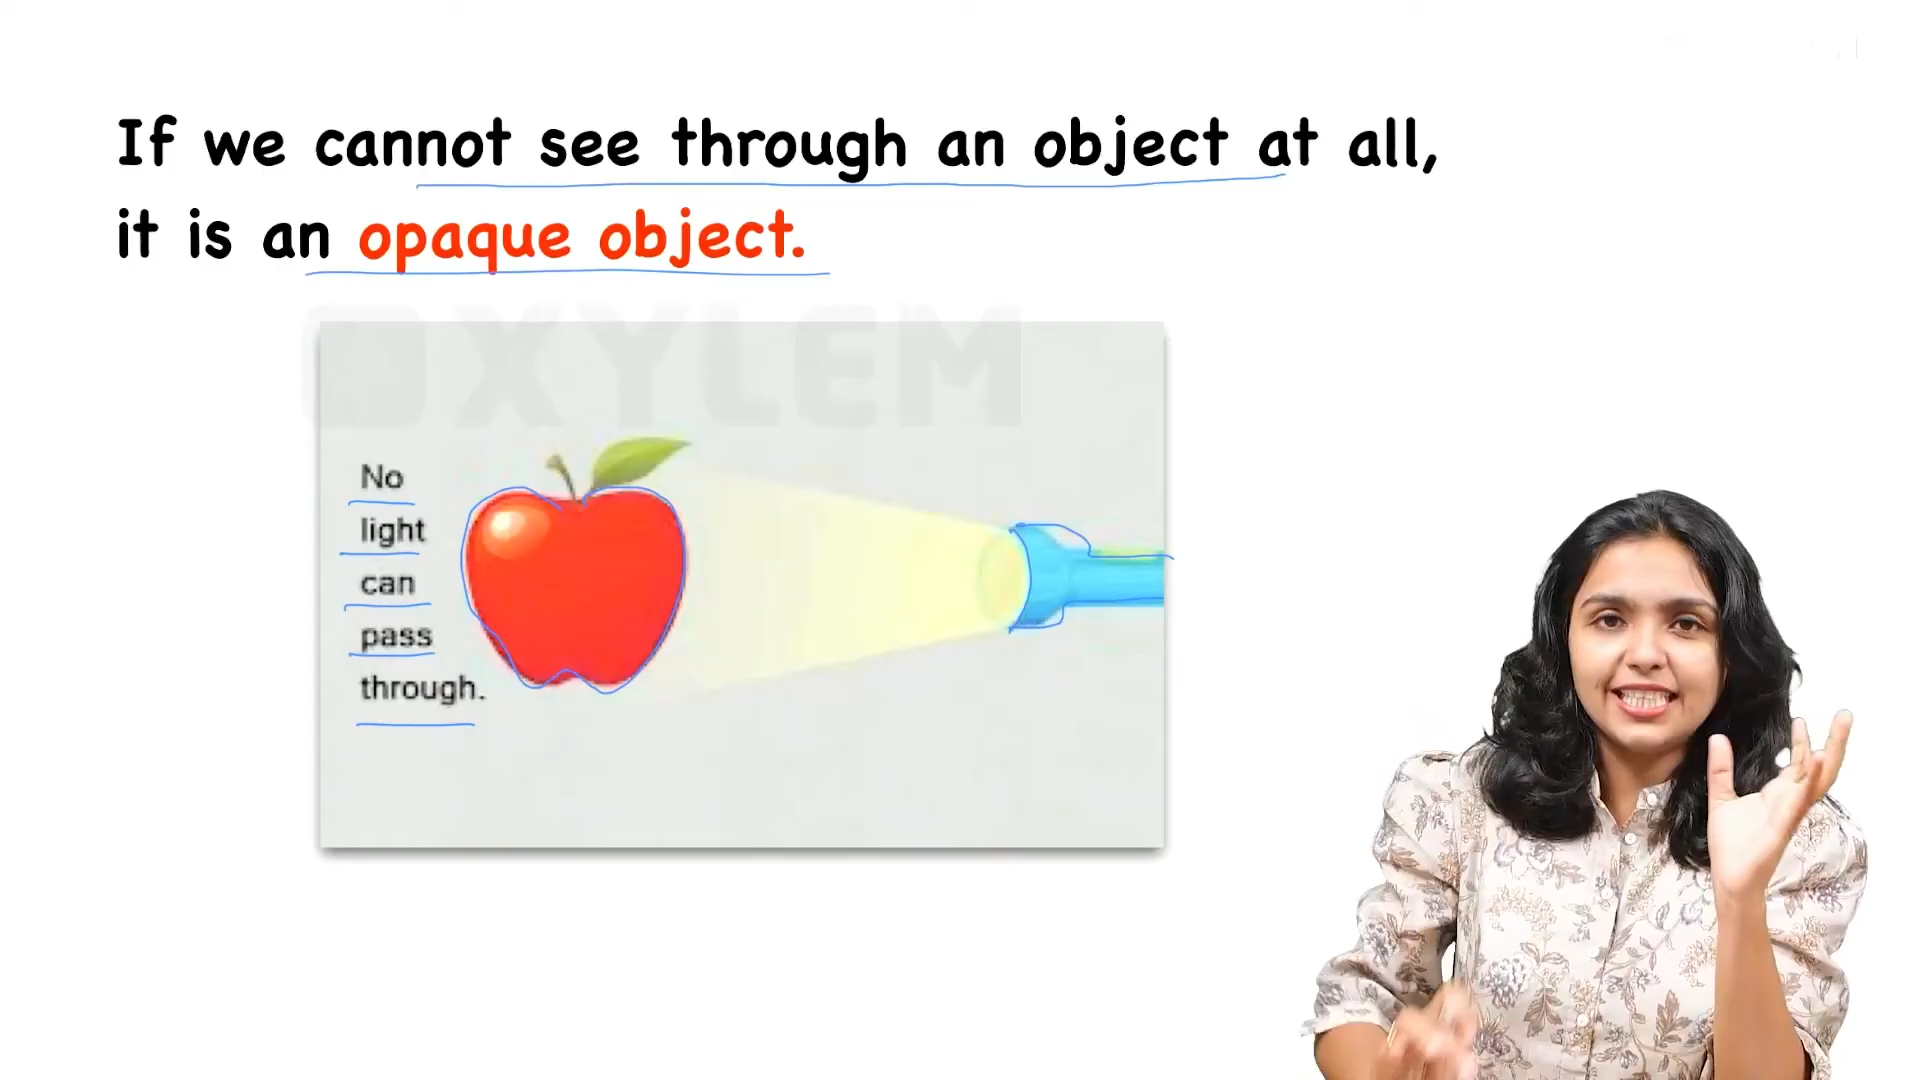 If we cannot see through an object at all,
it is an opaque object.
XYLEM
No
light
can
pass
through.